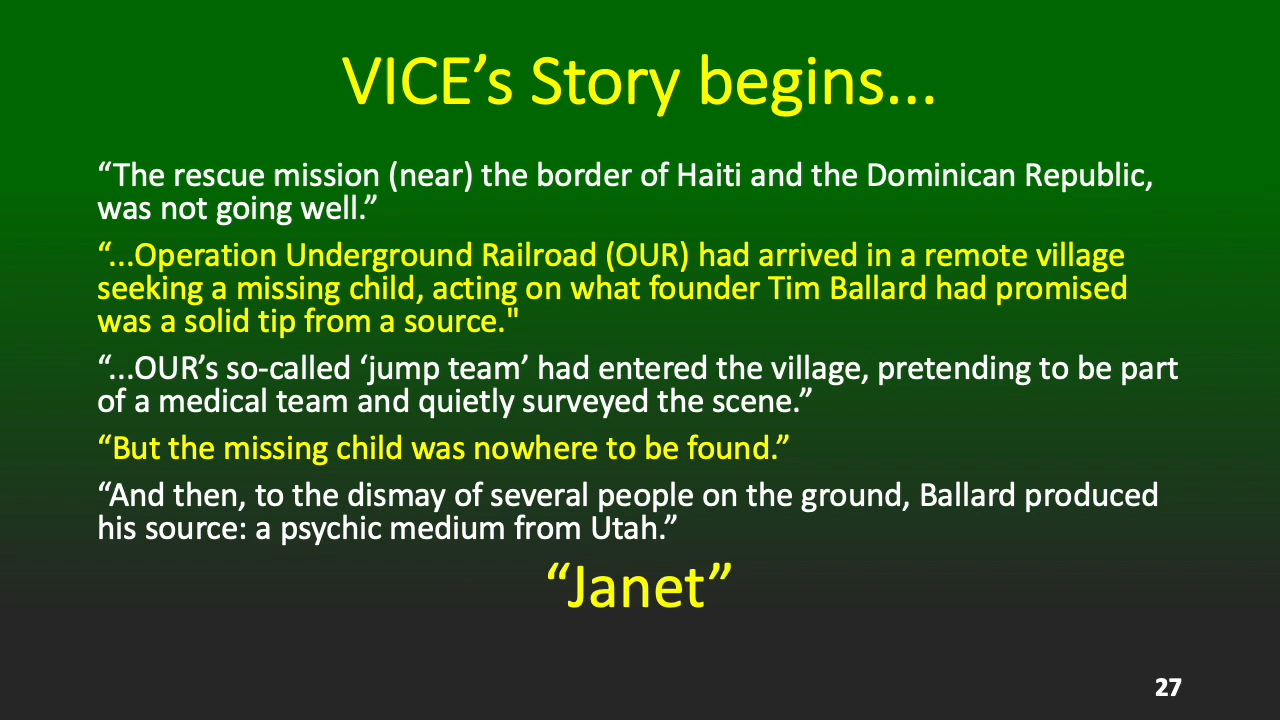 VICE’s Story begins...
“The rescue mission (near) the border of Haiti and the Dominican Republic,
was not going well.”
“...Operation Underground Railroad (OUR) had arrived in a remote village
seeking a missing child, acting on what founder Tim Ballard had promised
was a solid tip from a source."
“...OUR’s so-called ‘jump team’ had entered the village, pretending to be part
of a medical team and quietly surveyed the scene.”
“But the missing child was nowhere to be found.”
“And then, to the dismay of several people on the ground, Ballard produced
his source: a psychic medium from Utah.”
“Janet”
27